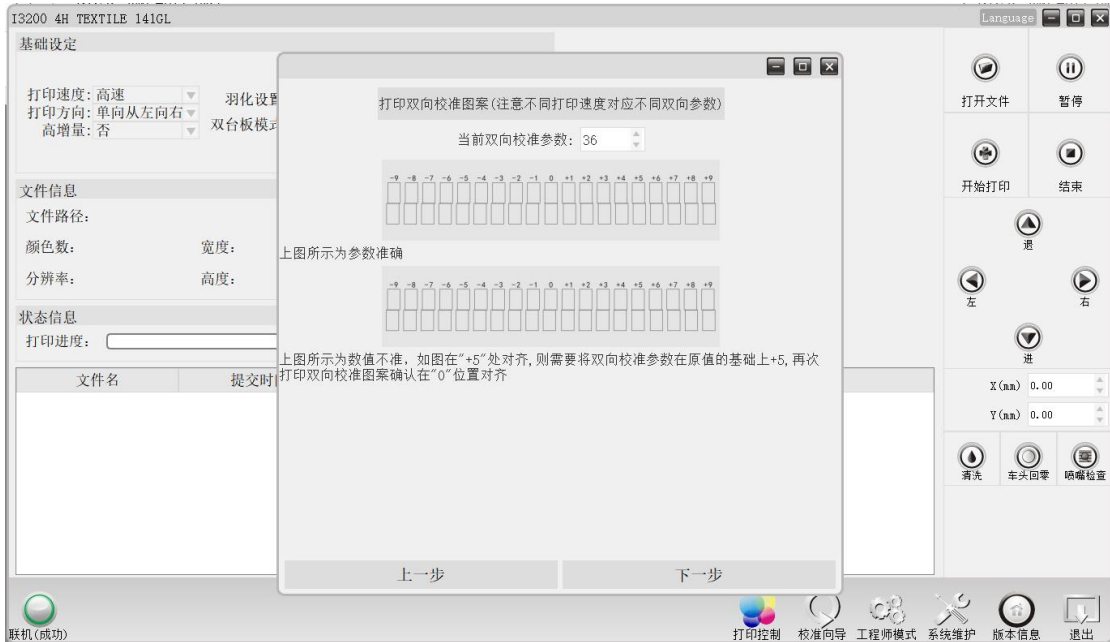 I3200 4H TEXTILE 141GL
Language
基础设定
打印速度: 高速
羽化设置
打印方向: 单向从左向右
双台板模式
高增量: 否
文件信息
文件路径:
颜色数: 宽度:
分辨率: 高度:
状态信息
打印进度:
文件名 提交时
打印双向校准图案(注意不同打印速度对应不同双向参数)
当前双向校准参数: 36
-9 -8 -7 -6 -5 -4 -3 -2 -1 0 +1 +2 +3 +4 +5 +6 +7 +8 +9
上图所示为参数准确
-9 -8 -7 -6 -5 -4 -3 -2 -1 0 +1 +2 +3 +4 +5 +6 +7 +8 +9
上图所示为数值不准, 如图在"+5"处对齐, 则需要将双向校准参数在原值的基础上+5, 再次
打印双向校准图案确认在"0"位置对齐
上一步 下一步
打开文件 暂停
开始打印 结束
退
左 右
进
X(mm) 0.00
Y(mm) 0.00
清洗 车头回零 喷嘴检查
联机(成功)
打印控制 校准向导 工程师模式 系统维护 版本信息 退出